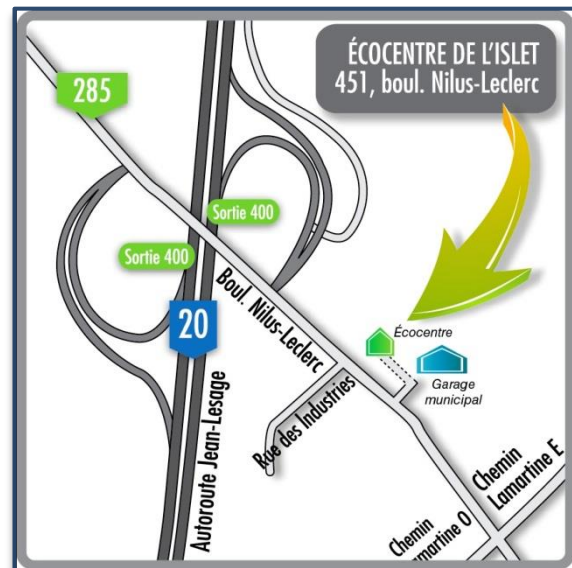 ÉCOCENTRE DE L'ISLET
451, boul. Nilus-Leclerc
285
Sortie 400
Sortie 400
20
Boul. Nilus-Leclerc
Écocentre
Garage
municipal
Rue des Industries
Autoroute Jean-Lesage
Chemin
Lamartine E
Chemin
amartine O